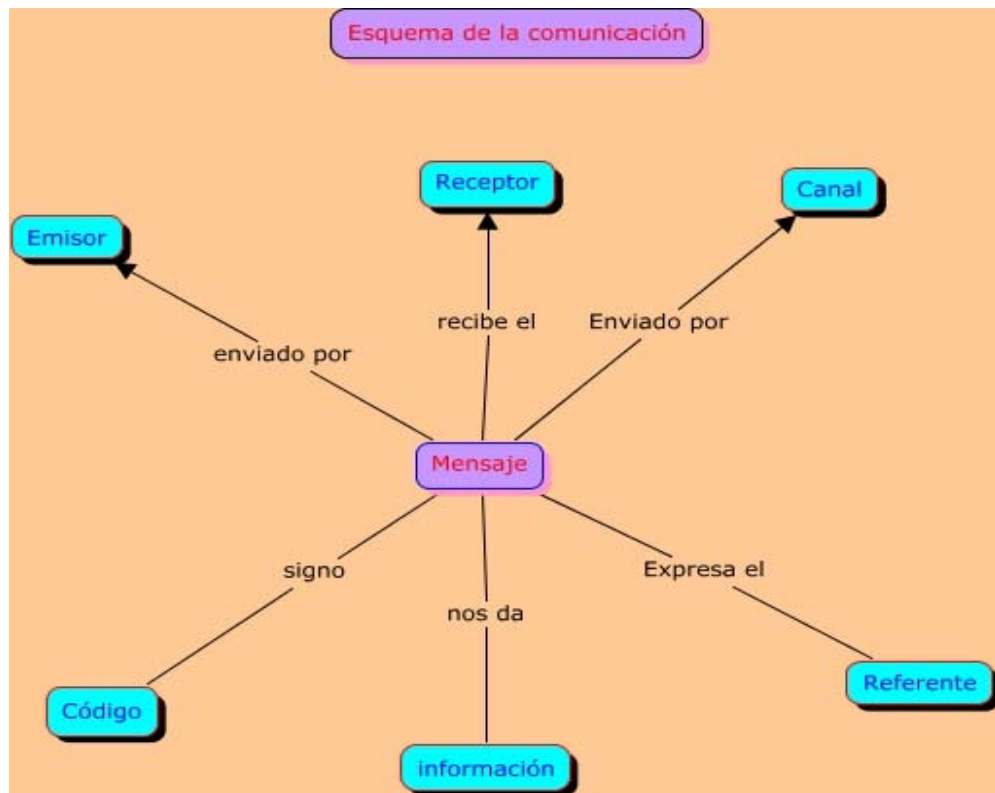 Esquema de la comunicación
Receptor
Canal
Emisor
recibe el
Enviado por
enviado por
Mensaje
signo
Expresa el
nos da
Referente
Código
información